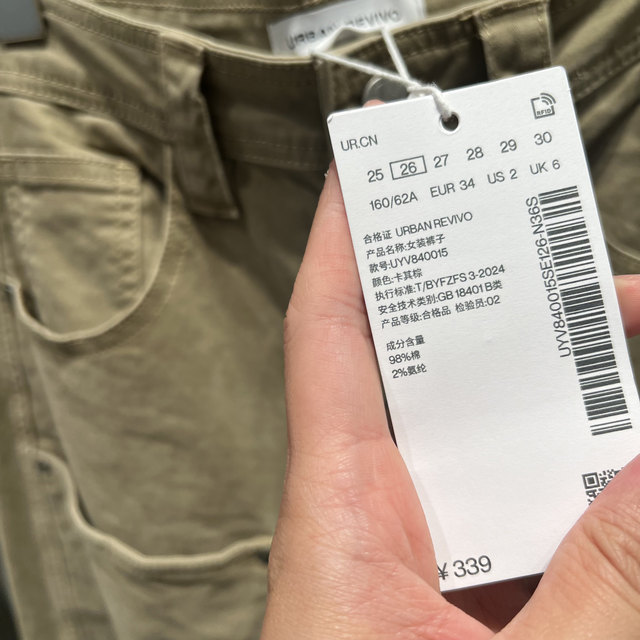 URBAN REVIVO
UR.CN
RFID
25 26 27 28 29 30
160/62A EUR 34 US 2 UK 6
合格证 URBAN REVIVO
产品名称:女装裤子
款号:UYV840015
颜色:卡其棕
执行标准:T/BYFZFS 3-2024
安全技术类别:GB 18401 B类
产品等级:合格品 检验员:02
成分含量
98%棉
2%氨纶
UYV840015SE126-N36S
¥ 339